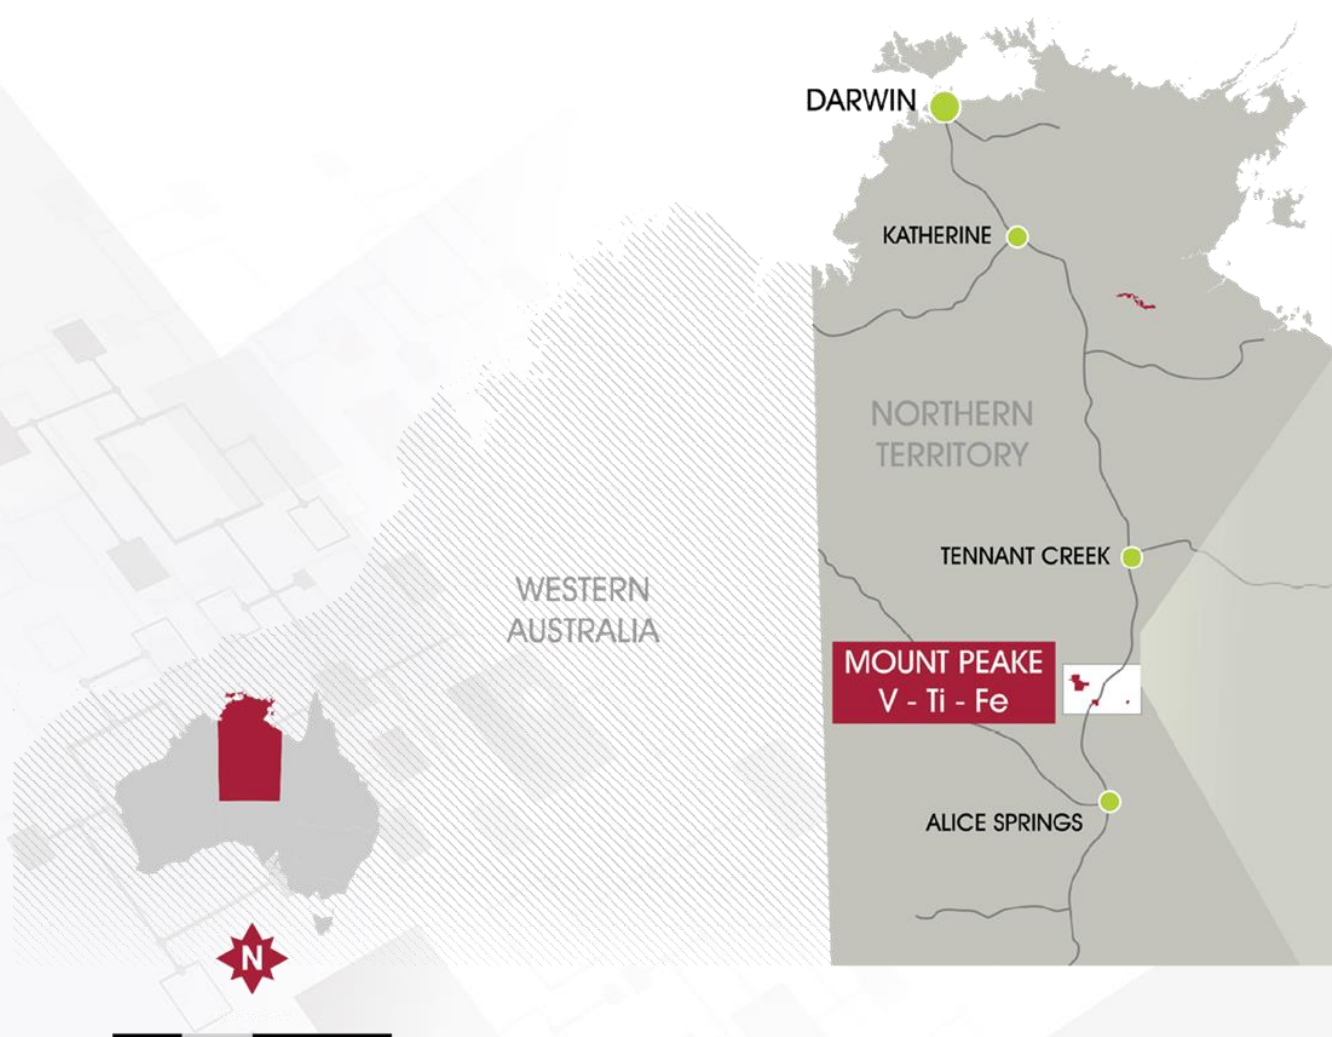 DARWIN
KATHERINE
NORTHERN
TERRITORY
TENNANT CREEK
WESTERN
AUSTRALIA
MOUNT PEAKE
V - Ti - Fe
ALICE SPRINGS
N